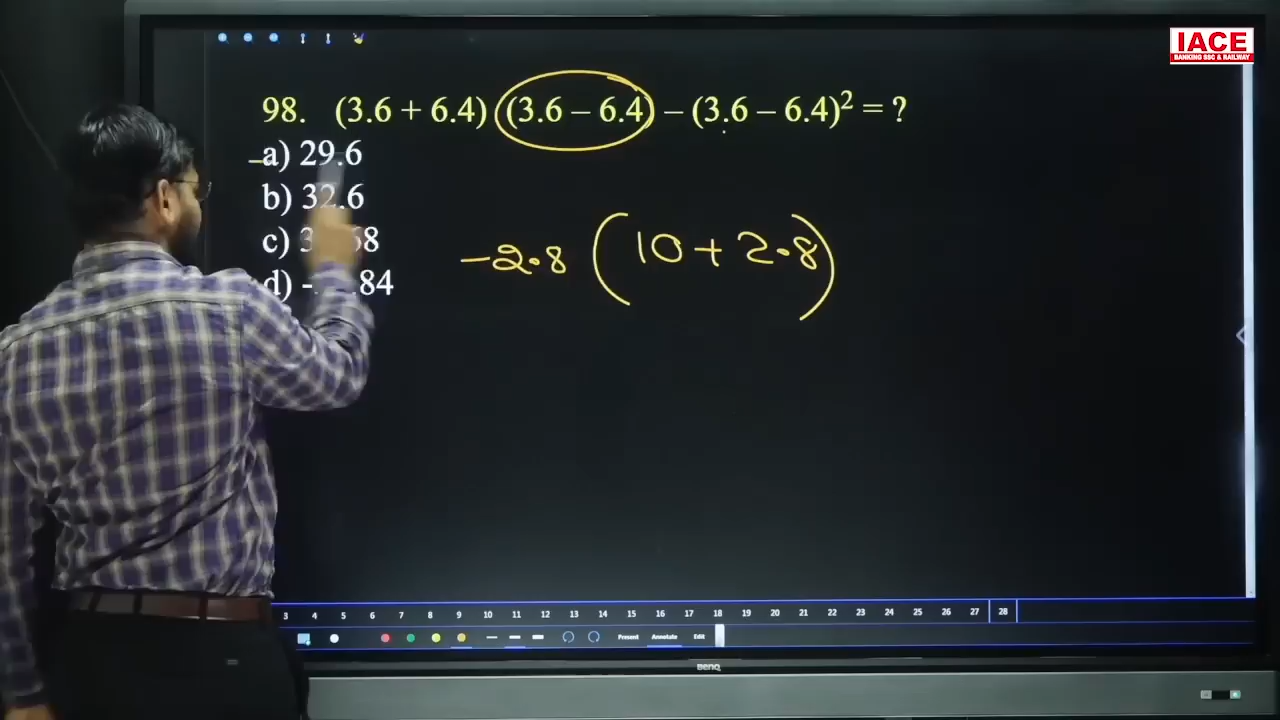 IACE
BANKING SSC & RAILWAY
98. (3.6 + 6.4) (3.6 – 6.4) – (3.6 – 6.4)² = ?
a) 29.6
b) 32.6
c) 3 68
d) - .84
-2.8 (10 + 2.8)
3 4 5 6 7 8 9 10 11 12 13 14 15 16 17 18 19 20 21 22 23 24 25 26 27 28
Present Annotate Edit
BenQ